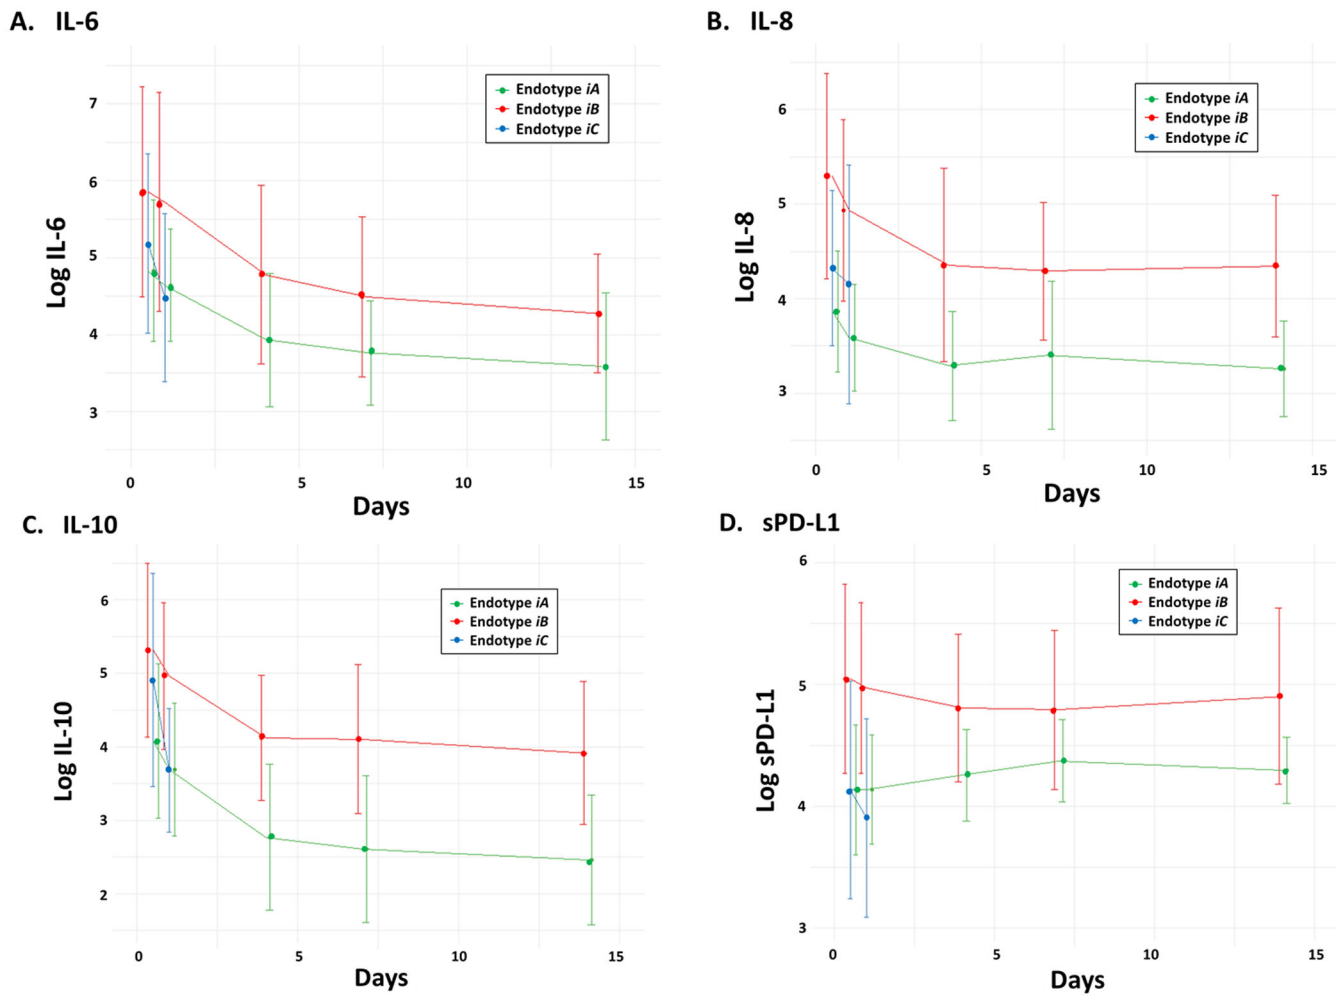 A. IL-6
Log IL-6
7
6
5
4
3
Endotype iA
Endotype iB
Endotype iC
0 5 10 15
Days
B. IL-8
Log IL-8
6
5
4
3
Endotype iA
Endotype iB
Endotype iC
0 5 10 15
Days
C. IL-10
Log IL-10
6
5
4
3
2
Endotype iA
Endotype iB
Endotype iC
0 5 10 15
Days
D. sPD-L1
Log sPD-L1
6
5
4
3
Endotype iA
Endotype iB
Endotype iC
0 5 10 15
Days